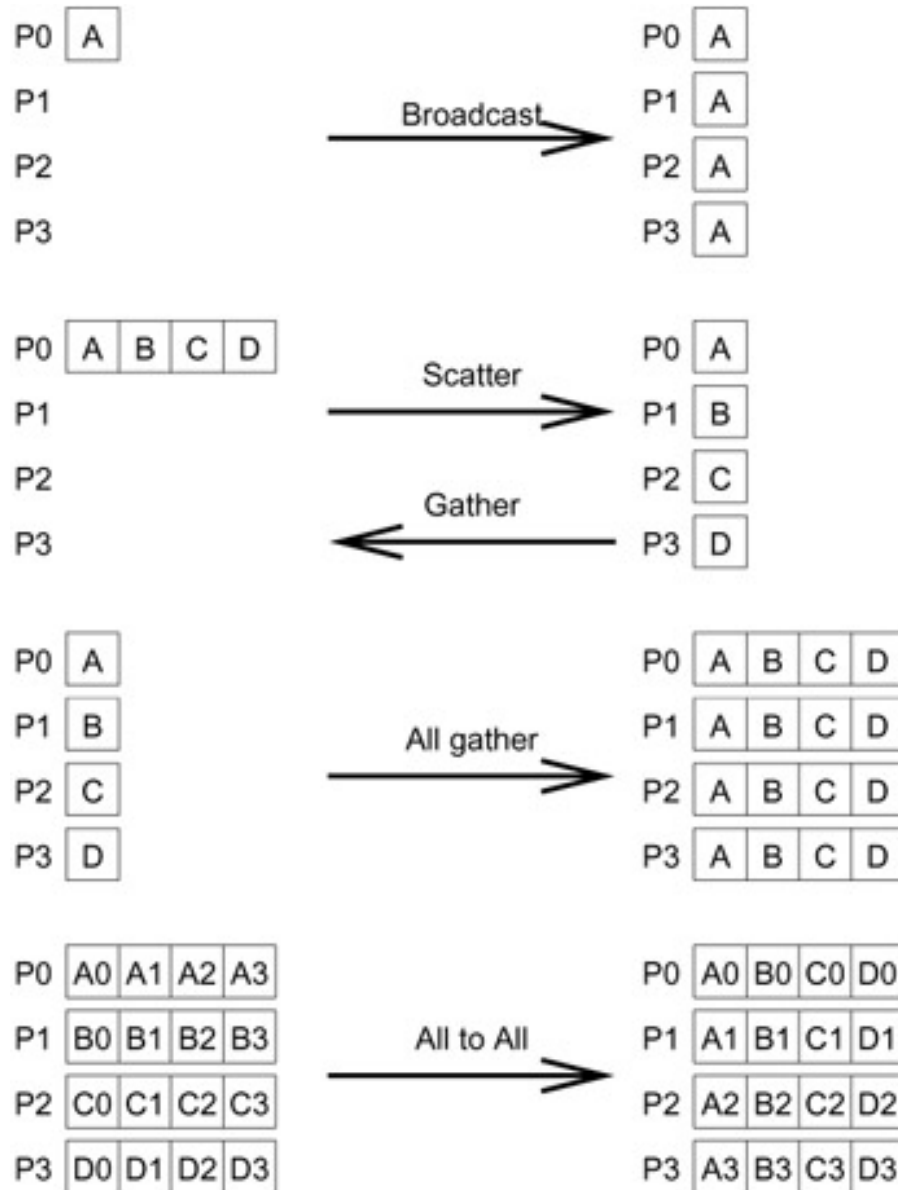 P0 A P0 A
P1 Broadcast P1 A
P2 P2 A
P3 P3 A
P0 A B C D P0 A
Scatter
P1 P1 B
P2 P2 C
Gather
P3 P3 D
P0 A P0 A B C D
P1 B All gather P1 A B C D
P2 C P2 A B C D
P3 D P3 A B C D
P0 A0 A1 A2 A3 P0 A0 B0 C0 D0
P1 B0 B1 B2 B3 All to All P1 A1 B1 C1 D1
P2 C0 C1 C2 C3 P2 A2 B2 C2 D2
P3 D0 D1 D2 D3 P3 A3 B3 C3 D3